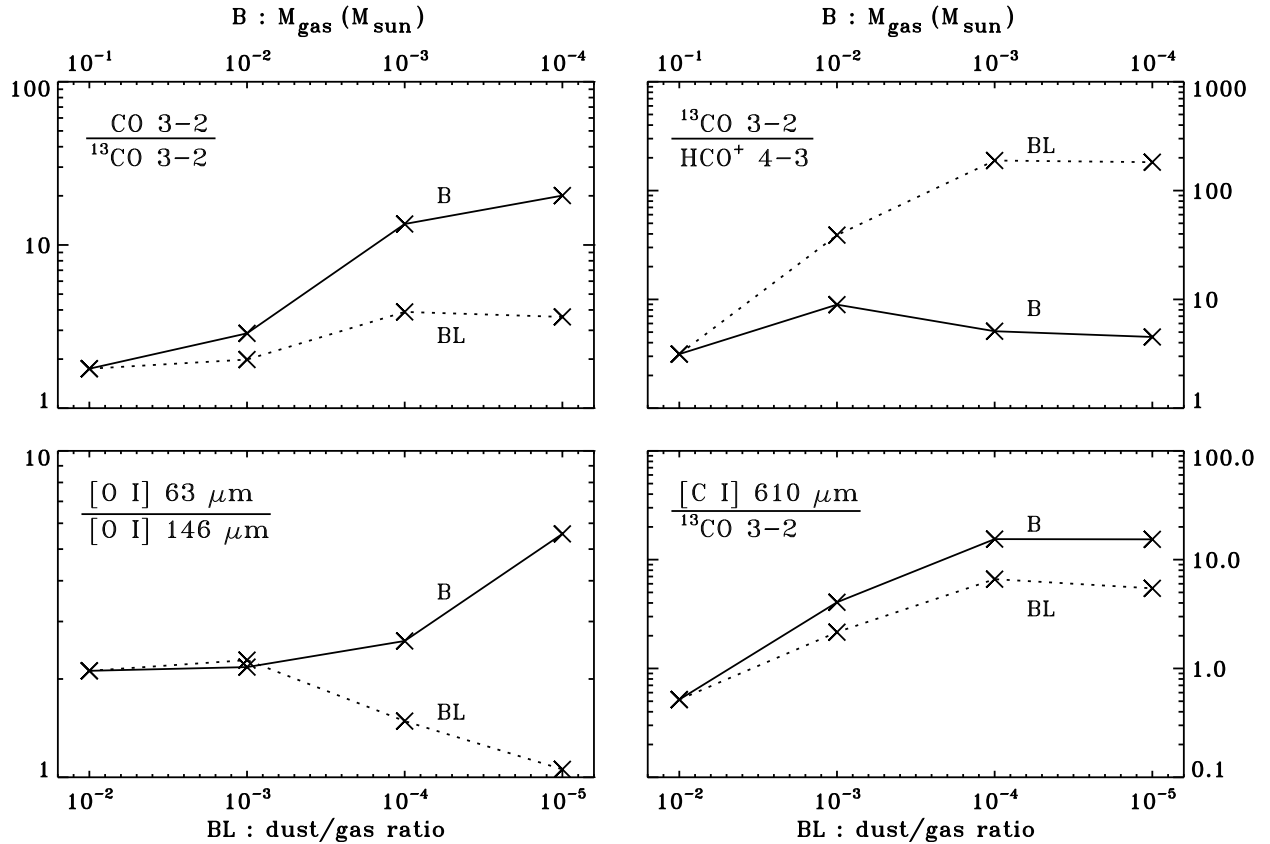 B : M_gas (M_sun)
B : M_gas (M_sun)
10⁻¹ 10⁻² 10⁻³ 10⁻⁴
10⁻¹ 10⁻² 10⁻³ 10⁻⁴
100
10
1
CO 3−2
¹³CO 3−2
B
BL
¹³CO 3−2
HCO⁺ 4−3
BL
B
1000
100
10
1
10
1
[O I] 63 μm
[O I] 146 μm
B
BL
[C I] 610 μm
¹³CO 3−2
B
BL
100.0
10.0
1.0
0.1
10⁻² 10⁻³ 10⁻⁴ 10⁻⁵
10⁻² 10⁻³ 10⁻⁴ 10⁻⁵
BL : dust/gas ratio
BL : dust/gas ratio